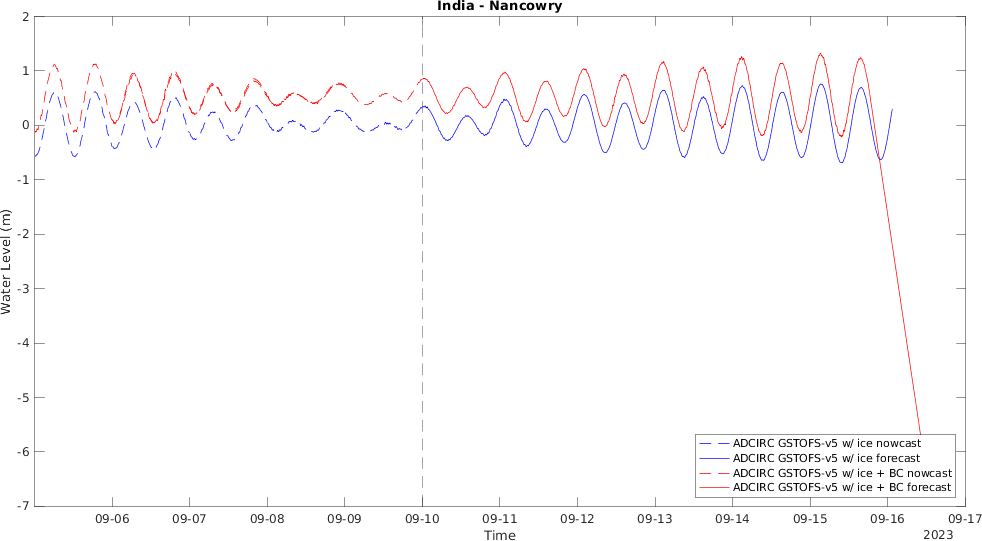 India - Nancowry
2
1
0
-1
-2
-3
-4
-5
-6
-7
Water Level (m)
ADCIRC GSTOFS-v5 w/ ice nowcast
ADCIRC GSTOFS-v5 w/ ice forecast
ADCIRC GSTOFS-v5 w/ ice + BC nowcast
ADCIRC GSTOFS-v5 w/ ice + BC forecast
09-06 09-07 09-08 09-09 09-10 09-11 09-12 09-13 09-14 09-15 09-16 09-17
Time
2023